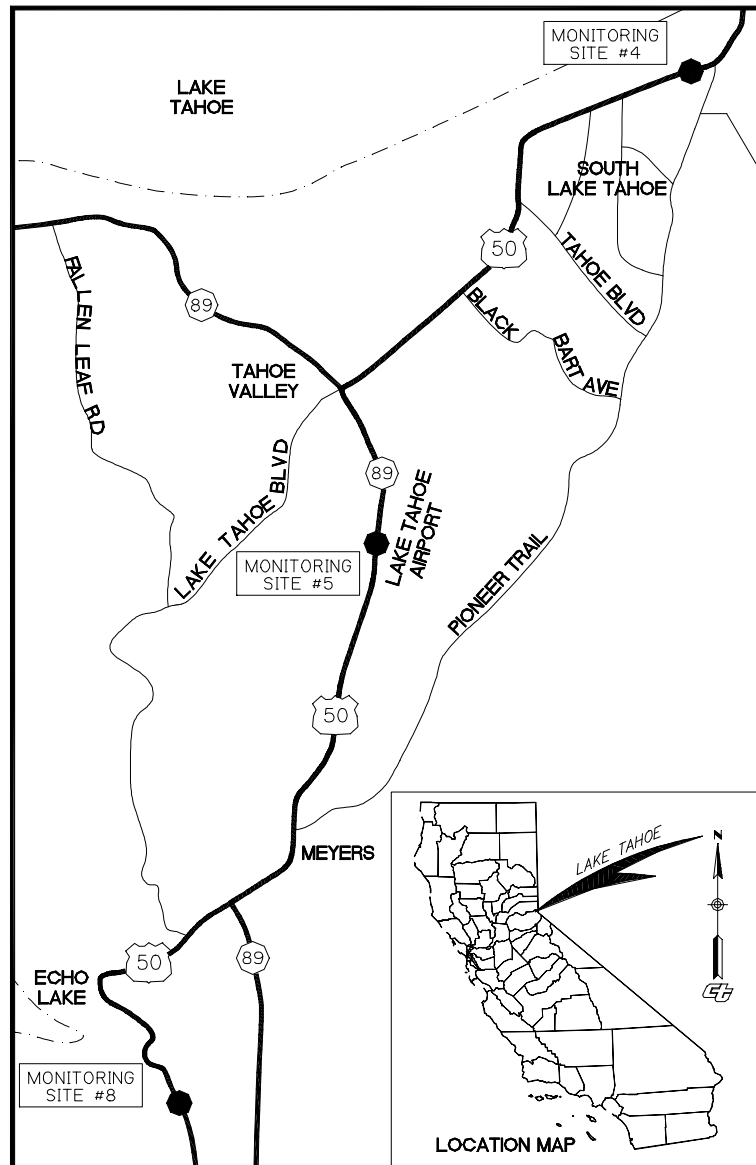 MONITORING
SITE #4
LAKE
TAHOE
SOUTH
LAKE TAHOE
50
TAHOE BLVD
FALLEN LEAF RD
89
BLACK
BART AVE
TAHOE
VALLEY
LAKE TAHOE BLVD
89
LAKE TAHOE
AIRPORT
MONITORING
SITE #5
PIONEER TRAIL
50
MEYERS
LAKE TAHOE
N
50
89
ECHO
LAKE
ct
MONITORING
SITE #8
LOCATION MAP